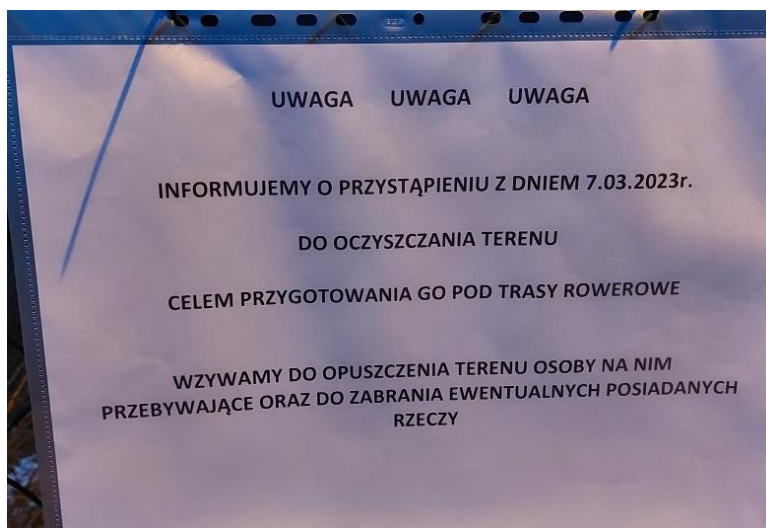 UWAGA UWAGA UWAGA
INFORMUJEMY O PRZYSTĄPIENIU Z DNIEM 7.03.2023r.
DO OCZYSZCZANIA TERENU
CELEM PRZYGOTOWANIA GO POD TRASY ROWEROWE
WZYWAMY DO OPUSZCZENIA TERENU OSOBY NA NIM
PRZEBYWAJĄCE ORAZ DO ZABRANIA EWENTUALNYCH POSIADANYCH
RZECZY